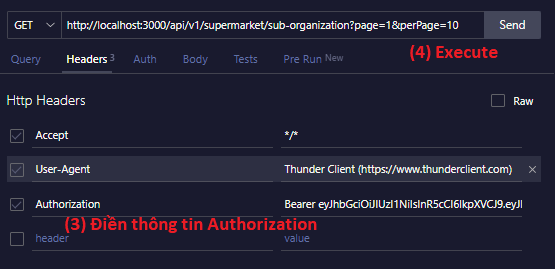 GET http://localhost:3000/api/v1/supermarket/sub-organization?page=1&perPage=10 Send
(4) Execute
Query Headers 3 Auth Body Tests Pre Run New
Http Headers Raw
Accept */*
User-Agent Thunder Client (https://www.thunderclient.com)
Authorization Bearer eyJhbGciOiJIUzI1NiIsInR5cCI6IkpXVCJ9.eyJ
(3) Điền thông tin Authorization
header value